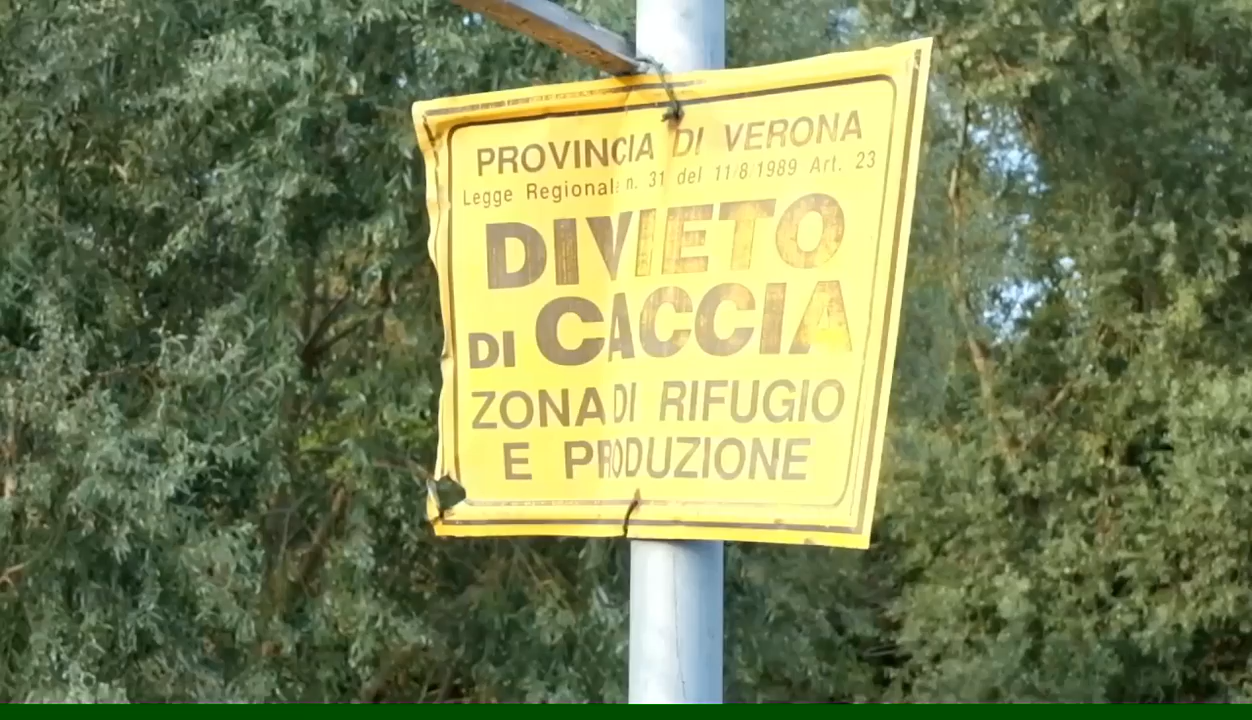 PROVINCIA DI VERONA
Legge Regionale n. 31 del 11/8/1989 Art. 23
DIVIETO
DI CACCIA
ZONA DI RIFUGIO
E PRODUZIONE